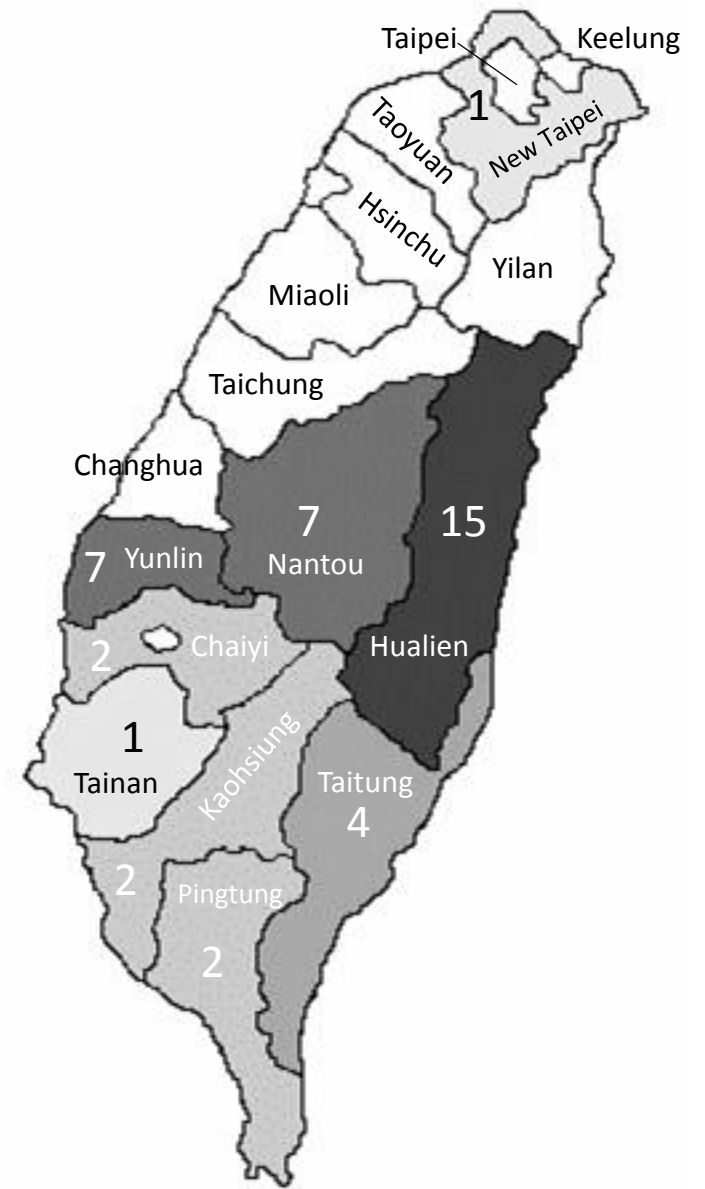 Taipei
Keelung
1
New Taipei
Taoyuan
Hsinchu
Yilan
Miaoli
Taichung
Changhua
7
Nantou
15
Hualien
7 Yunlin
2
Chaiyi
1
Tainan
Kaohsiung
2
Taitung
4
Pingtung
2